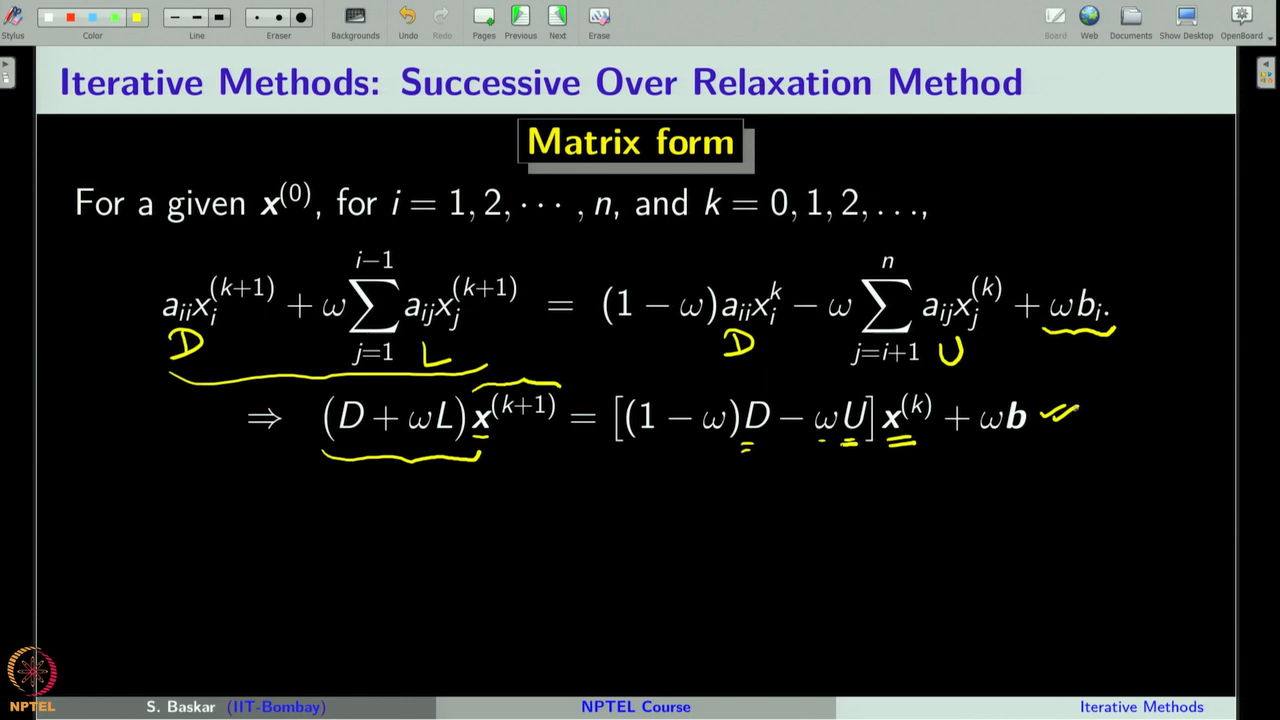 Stylus Color Line Eraser Backgrounds Undo Redo Pages Previous Next Erase Board Web Documents Show Desktop OpenBoard
Iterative Methods: Successive Over Relaxation Method
Matrix form
For a given x^(0), for i = 1, 2, ⋯ , n, and k = 0, 1, 2, …,
a_ii x_i^(k+1) + ω ∑_{j=1}^{i−1} a_ij x_j^(k+1) = (1 − ω)a_ii x_i^k − ω ∑_{j=i+1}^{n} a_ij x_j^(k) + ωb_i.
D L D U
⇒ (D + ωL) x^(k+1) = [(1 − ω)D − ωU] x^(k) + ωb
NPTEL
S. Baskar (IIT-Bombay) NPTEL Course Iterative Methods